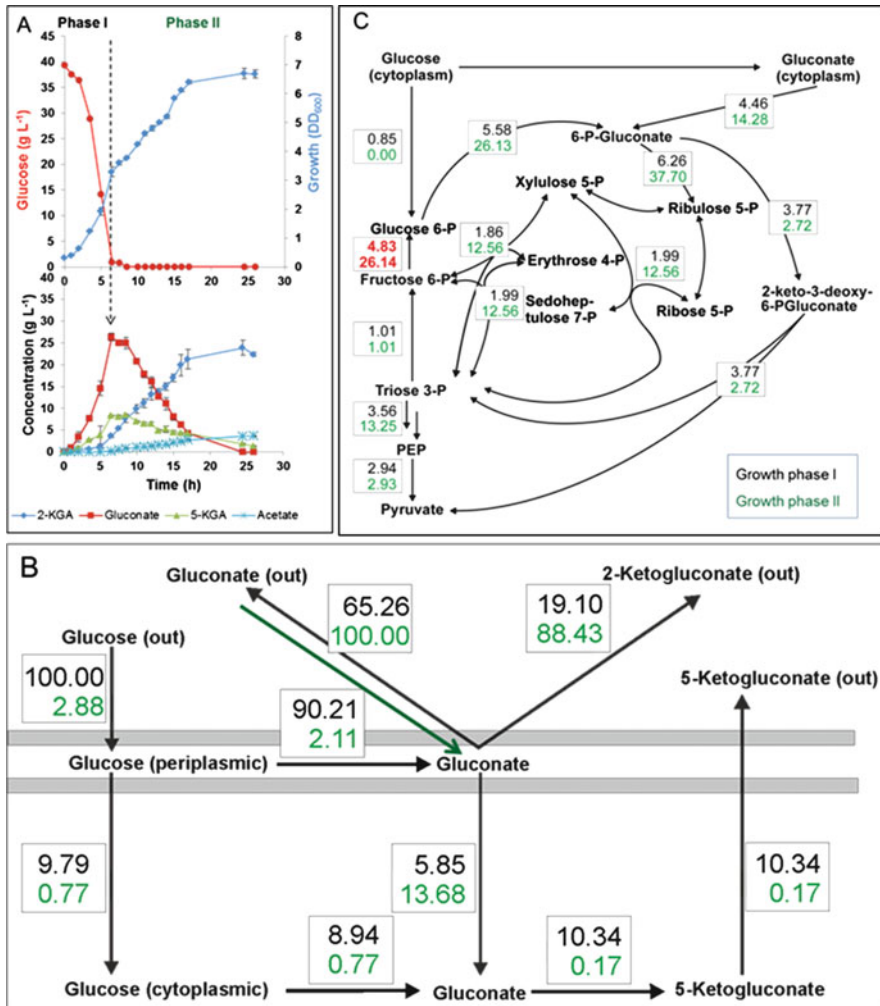 A
Phase I
Phase II
Glucose (g L-1)
45
40
35
30
25
20
15
10
5
0
8
7
6
5
4
3
2
1
0
Growth (DD600)
0 5 10 15 20 25 30
Concentration (g L-1)
40
35
30
25
20
15
10
5
0
0 5 10 15 20 25 30
Time (h)
2-KGA Gluconate 5-KGA Acetate
C
Glucose
(cytoplasm)
Gluconate
(cytoplasm)
4.46
14.28
5.58
26.13
6-P-Gluconate
0.85
0.00
6.26
37.70
Xylulose 5-P
Ribulose 5-P
3.77
2.72
Glucose 6-P
1.86
12.56
4.83
26.14
Erythrose 4-P
1.99
12.56
Fructose 6-P
1.99
12.56
Sedohep-
tulose 7-P
Ribose 5-P
2-keto-3-deoxy-
6-PGluconate
1.01
1.01
3.77
2.72
Triose 3-P
3.56
13.25
PEP
2.94
2.93
Pyruvate
Growth phase I
Growth phase II
B
Gluconate (out)
2-Ketogluconate (out)
65.26
100.00
19.10
88.43
Glucose (out)
100.00
2.88
5-Ketogluconate (out)
90.21
2.11
Glucose (periplasmic)
Gluconate
9.79
0.77
5.85
13.68
10.34
0.17
8.94
0.77
10.34
0.17
Glucose (cytoplasmic)
Gluconate
5-Ketogluconate